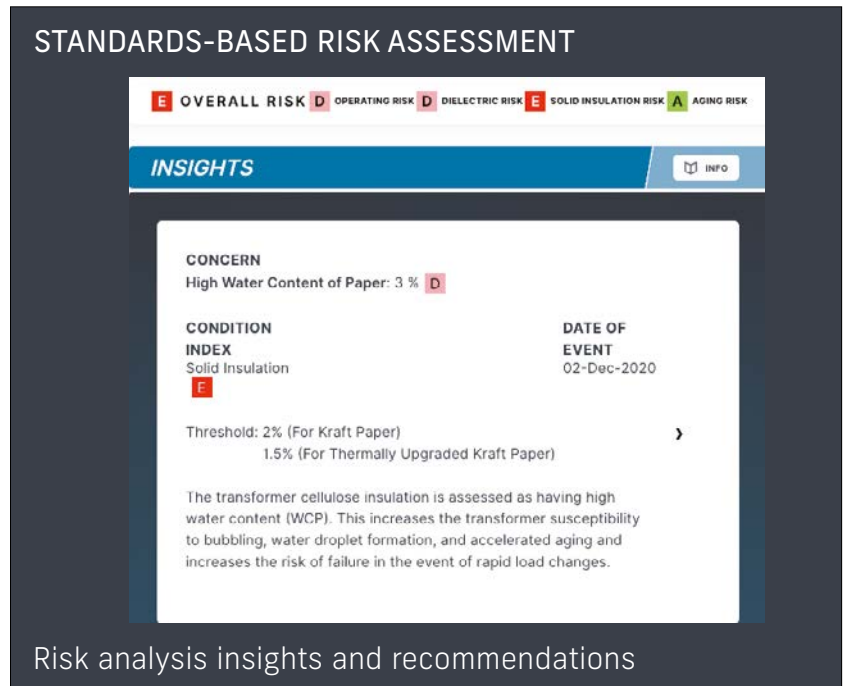 STANDARDS-BASED RISK ASSESSMENT
E OVERALL RISK D OPERATING RISK D DIELECTRIC RISK E SOLID INSULATION RISK A AGING RISK
INSIGHTS
INFO
CONCERN
High Water Content of Paper: 3 % D
CONDITION
INDEX
Solid Insulation
E
DATE OF
EVENT
02-Dec-2020
Threshold: 2% (For Kraft Paper)
1.5% (For Thermally Upgraded Kraft Paper)
The transformer cellulose insulation is assessed as having high
water content (WCP). This increases the transformer susceptibility
to bubbling, water droplet formation, and accelerated aging and
increases the risk of failure in the event of rapid load changes.
Risk analysis insights and recommendations